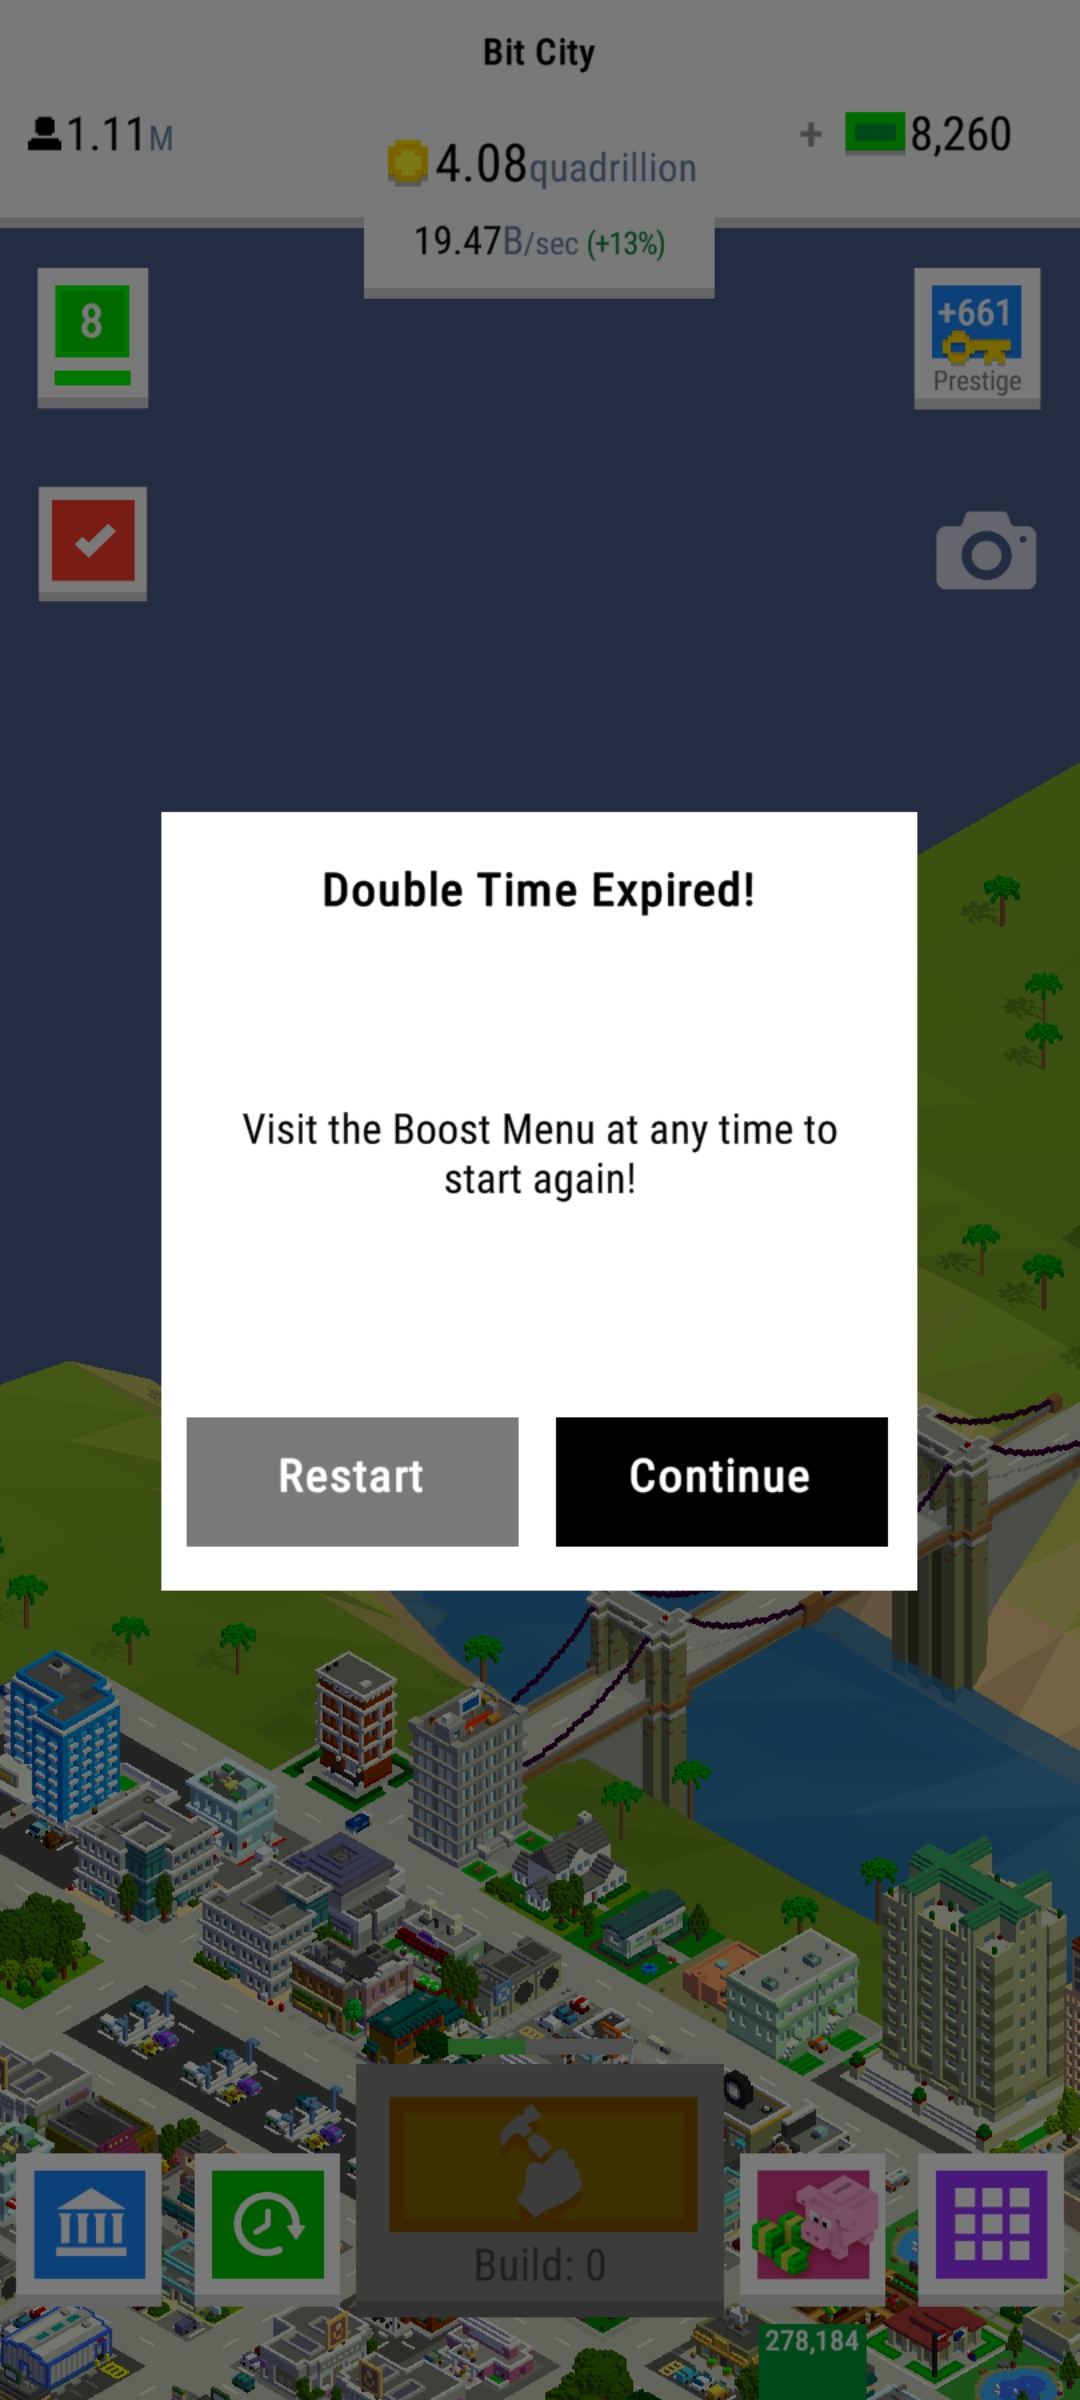 Bit City
1.11M
4.08quadrillion
+ 8,260
19.47B/sec (+13%)
8
+661
Prestige
Double Time Expired!
Visit the Boost Menu at any time to
start again!
Restart
Continue
Build: 0
278,184